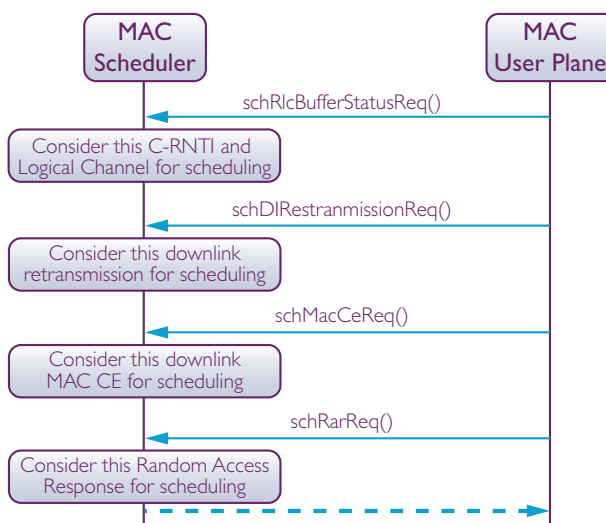 MAC
Scheduler
MAC
User Plane
schRlcBufferStatusReq()
Consider this C-RNTI and
Logical Channel for scheduling
schDlRestranmissionReq()
Consider this downlink
retransmission for scheduling
schMacCeReq()
Consider this downlink
MAC CE for scheduling
schRarReq()
Consider this Random Access
Response for scheduling